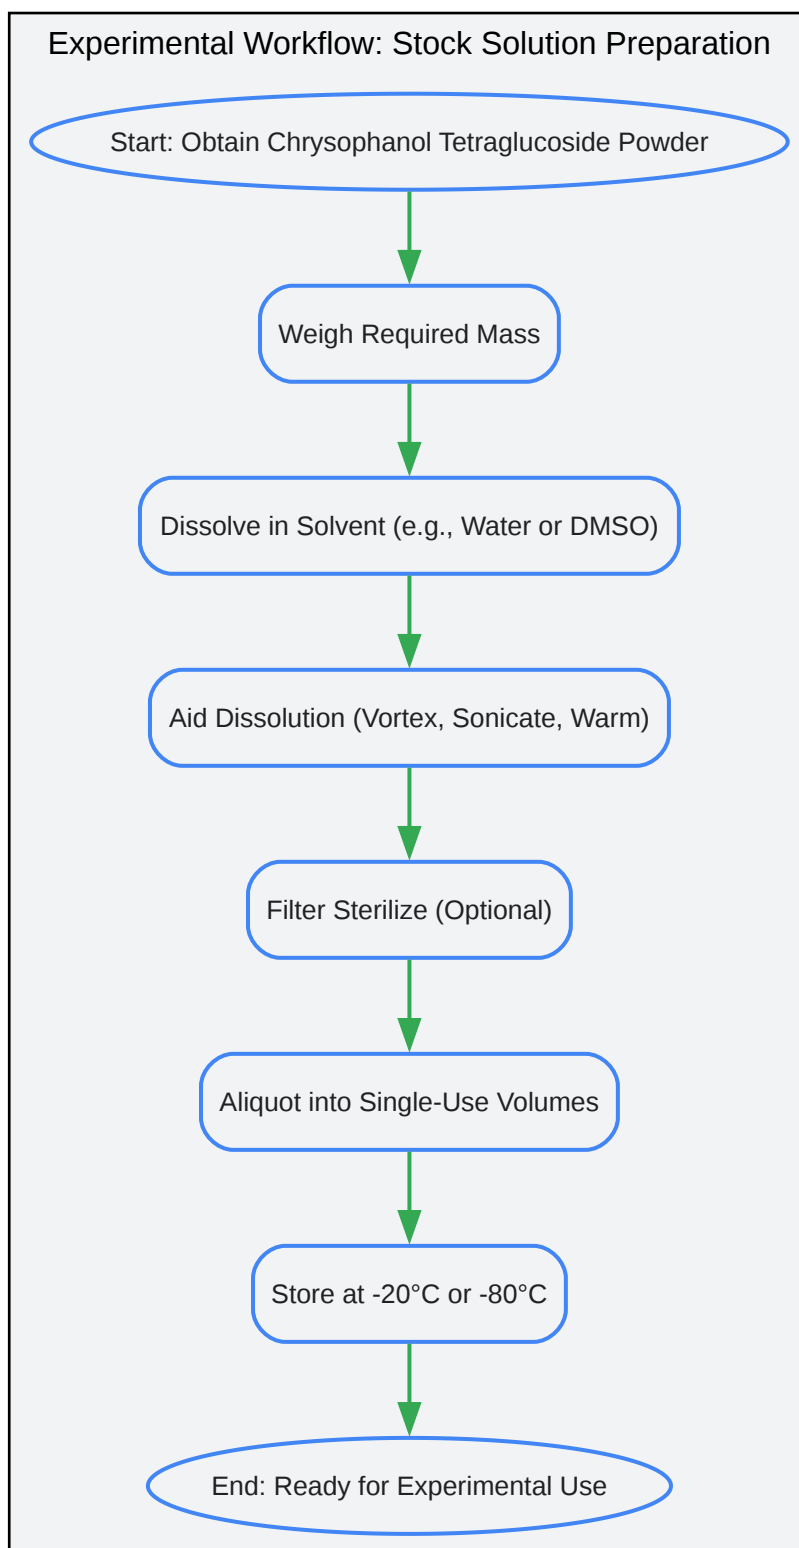 Experimental Workflow: Stock Solution Preparation
Start: Obtain Chrysophanol Tetraglucoside Powder
Weigh Required Mass
Dissolve in Solvent (e.g., Water or DMSO)
Aid Dissolution (Vortex, Sonicate, Warm)
Filter Sterilize (Optional)
Aliquot into Single-Use Volumes
Store at -20°C or -80°C
End: Ready for Experimental Use